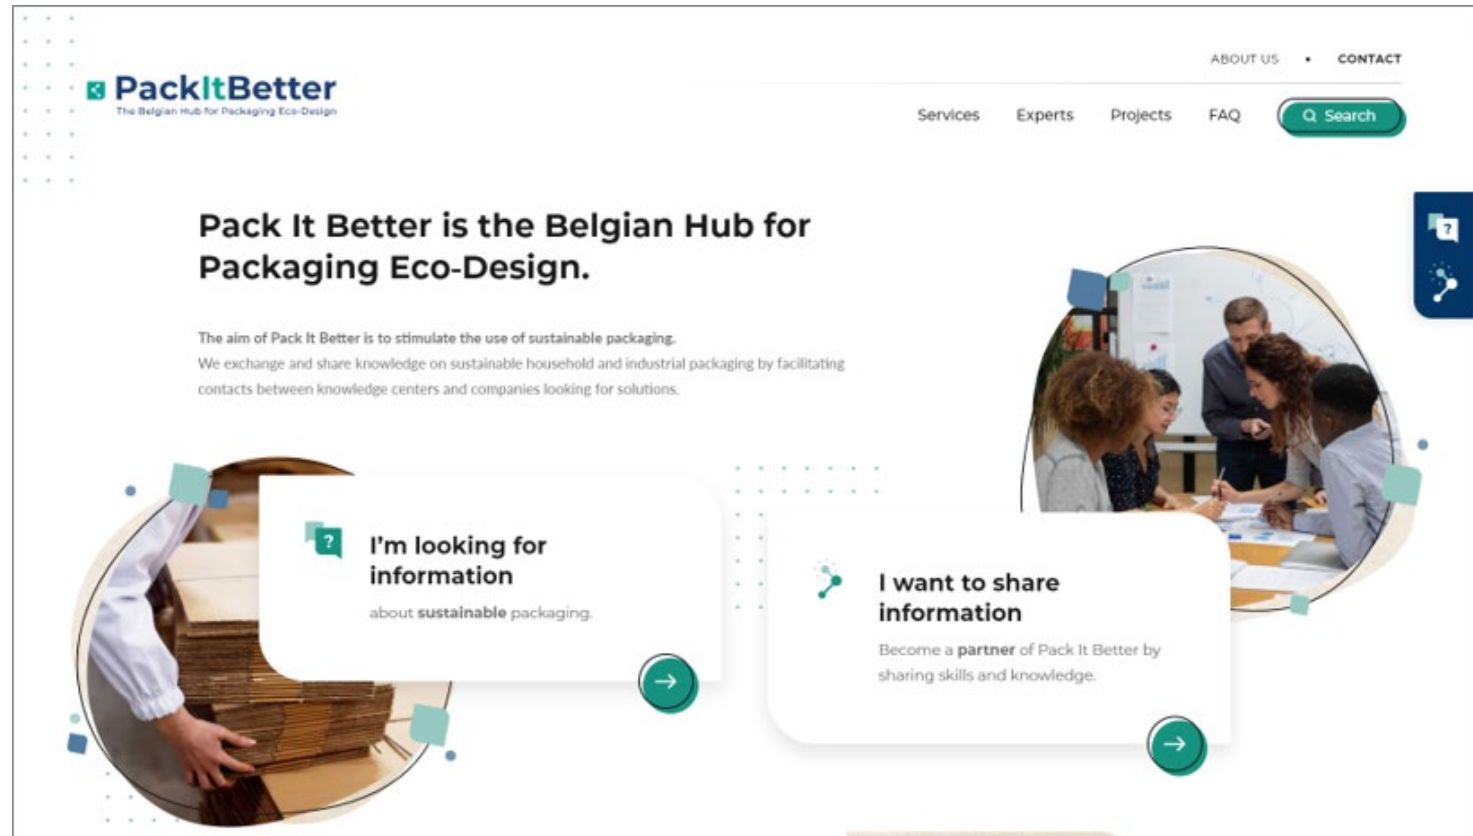 ABOUT US • CONTACT
PackItBetter
The Belgian Hub for Packaging Eco-Design
Services Experts Projects FAQ Search
Pack It Better is the Belgian Hub for
Packaging Eco-Design.
The aim of Pack It Better is to stimulate the use of sustainable packaging.
We exchange and share knowledge on sustainable household and industrial packaging by facilitating
contacts between knowledge centers and companies looking for solutions.
?
?
I'm looking for
information
about sustainable packaging.
I want to share
information
Become a partner of Pack It Better by
sharing skills and knowledge.